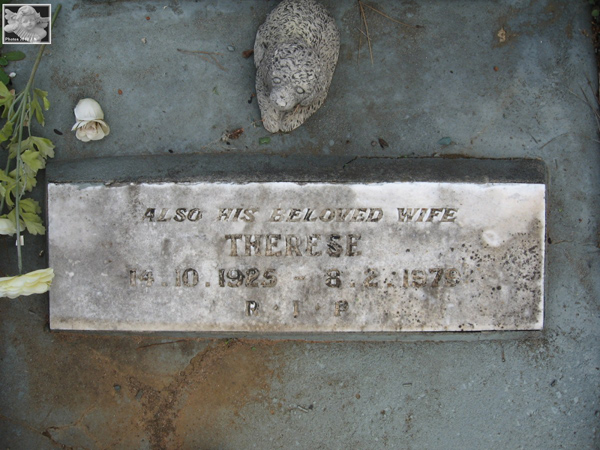 ALSO HIS BELOVED WIFE
THERESE
14.10.1925 - 8.2.1979
R.I.P